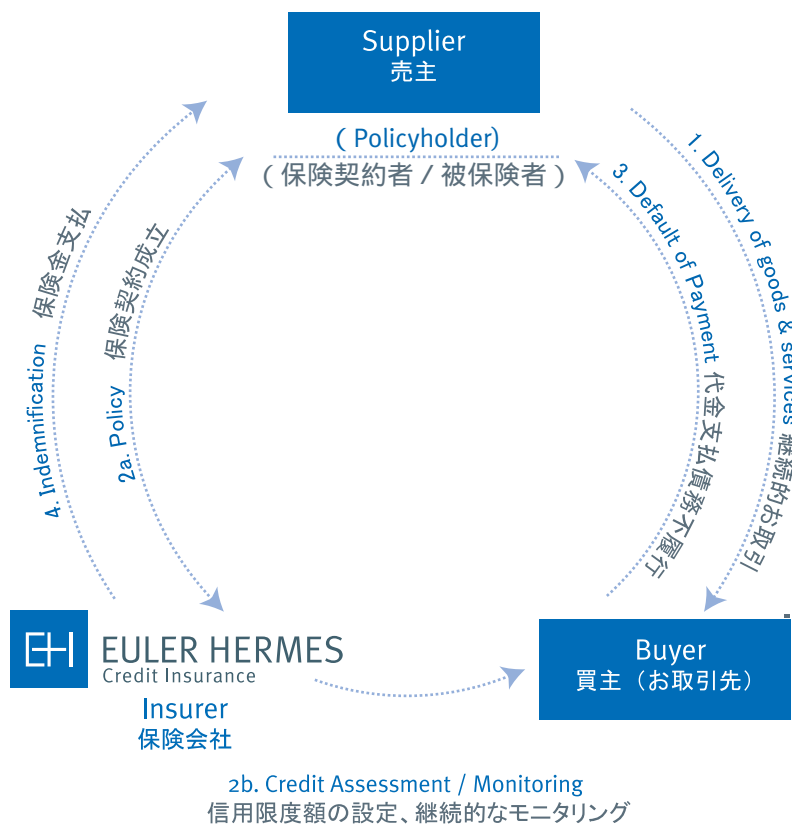 Supplier
売主
( Policyholder)
( 保険契約者 / 被保険者 )
1. Delivery of goods & services 継続的お取引
3. Default of Payment 代金支払債務不履行
4. Indemnification 保険金支払
2a. Policy 保険契約成立
EH
EULER HERMES
Credit Insurance
Insurer
保険会社
Buyer
買主（お取引先）
2b. Credit Assessment / Monitoring
信用限度額の設定、継続的なモニタリング